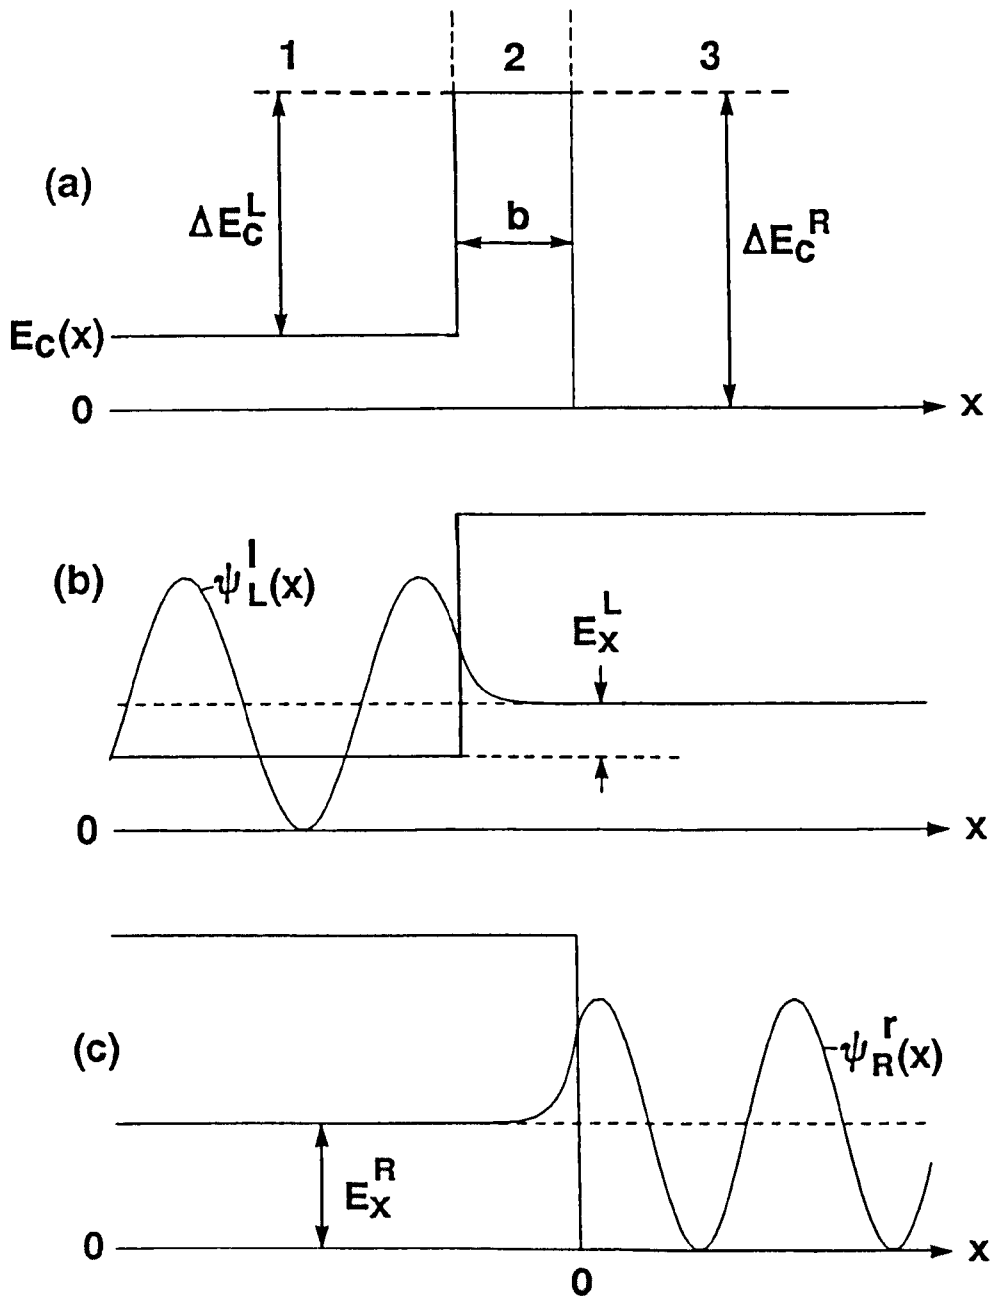 1 2 3
(a)
ΔE_C^L
b
ΔE_C^R
E_C(x)
0 x
(b)
ψ_L^l(x)
E_X^L
0 x
(c)
ψ_R^r(x)
E_X^R
0 x
0